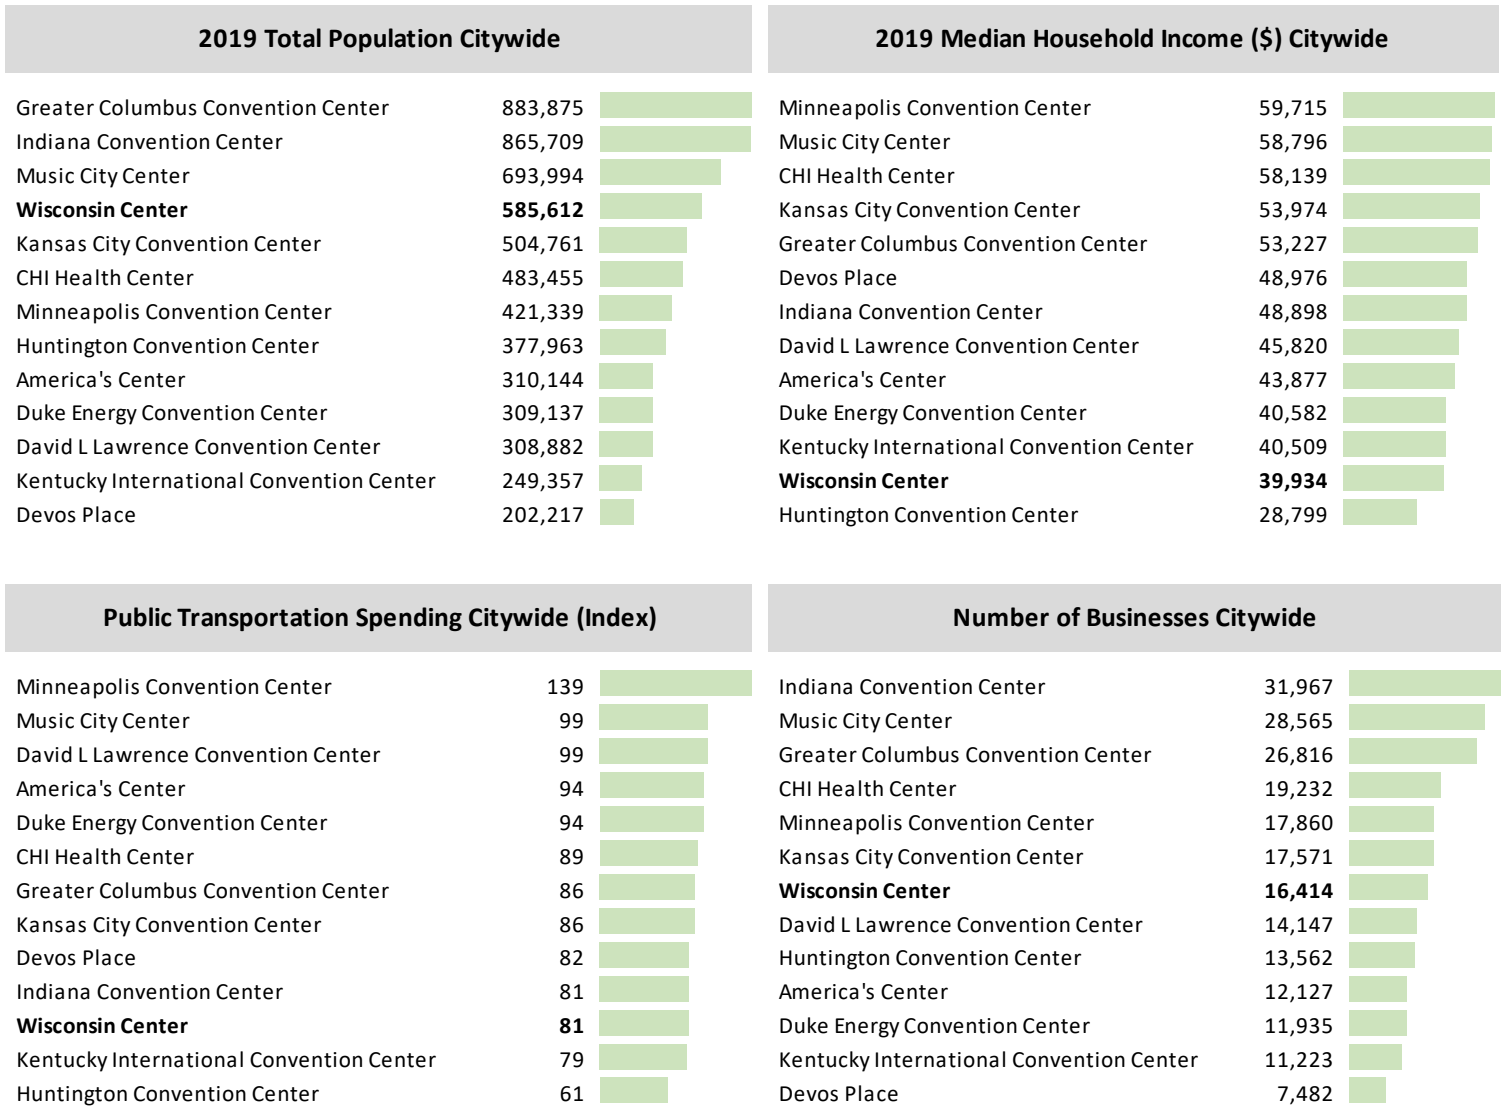 2019 Total Population Citywide
Greater Columbus Convention Center 883,875
Indiana Convention Center 865,709
Music City Center 693,994
Wisconsin Center 585,612
Kansas City Convention Center 504,761
CHI Health Center 483,455
Minneapolis Convention Center 421,339
Huntington Convention Center 377,963
America's Center 310,144
Duke Energy Convention Center 309,137
David L Lawrence Convention Center 308,882
Kentucky International Convention Center 249,357
Devos Place 202,217
2019 Median Household Income ($) Citywide
Minneapolis Convention Center 59,715
Music City Center 58,796
CHI Health Center 58,139
Kansas City Convention Center 53,974
Greater Columbus Convention Center 53,227
Devos Place 48,976
Indiana Convention Center 48,898
David L Lawrence Convention Center 45,820
America's Center 43,877
Duke Energy Convention Center 40,582
Kentucky International Convention Center 40,509
Wisconsin Center 39,934
Huntington Convention Center 28,799
Public Transportation Spending Citywide (Index)
Minneapolis Convention Center 139
Music City Center 99
David L Lawrence Convention Center 99
America's Center 94
Duke Energy Convention Center 94
CHI Health Center 89
Greater Columbus Convention Center 86
Kansas City Convention Center 86
Devos Place 82
Indiana Convention Center 81
Wisconsin Center 81
Kentucky International Convention Center 79
Huntington Convention Center 61
Number of Businesses Citywide
Indiana Convention Center 31,967
Music City Center 28,565
Greater Columbus Convention Center 26,816
CHI Health Center 19,232
Minneapolis Convention Center 17,860
Kansas City Convention Center 17,571
Wisconsin Center 16,414
David L Lawrence Convention Center 14,147
Huntington Convention Center 13,562
America's Center 12,127
Duke Energy Convention Center 11,935
Kentucky International Convention Center 11,223
Devos Place 7,482